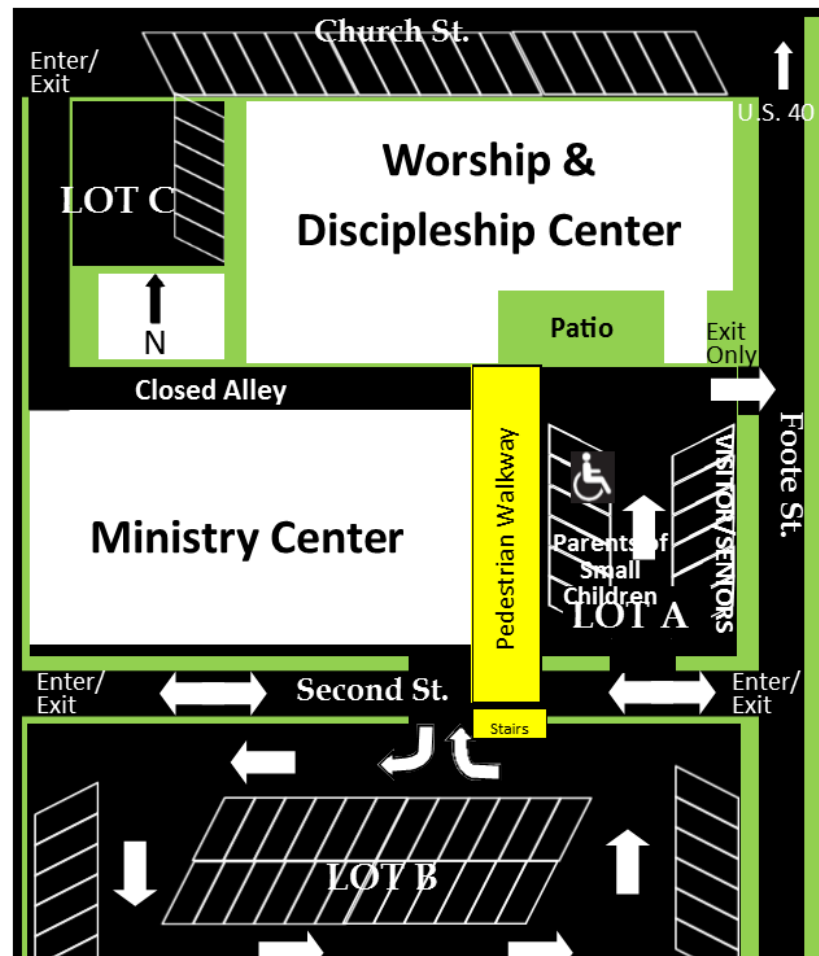 Church St.
Enter/
Exit
U.S. 40
Worship &
Discipleship Center
LOT C
N
Patio
Exit
Only
Closed Alley
Foote St.
Pedestrian Walkway
VISITOR/SENIORS
Ministry Center
Parents of
Small
Children
LOT A
Enter/
Exit
Second St.
Enter/
Exit
Stairs
LOT B